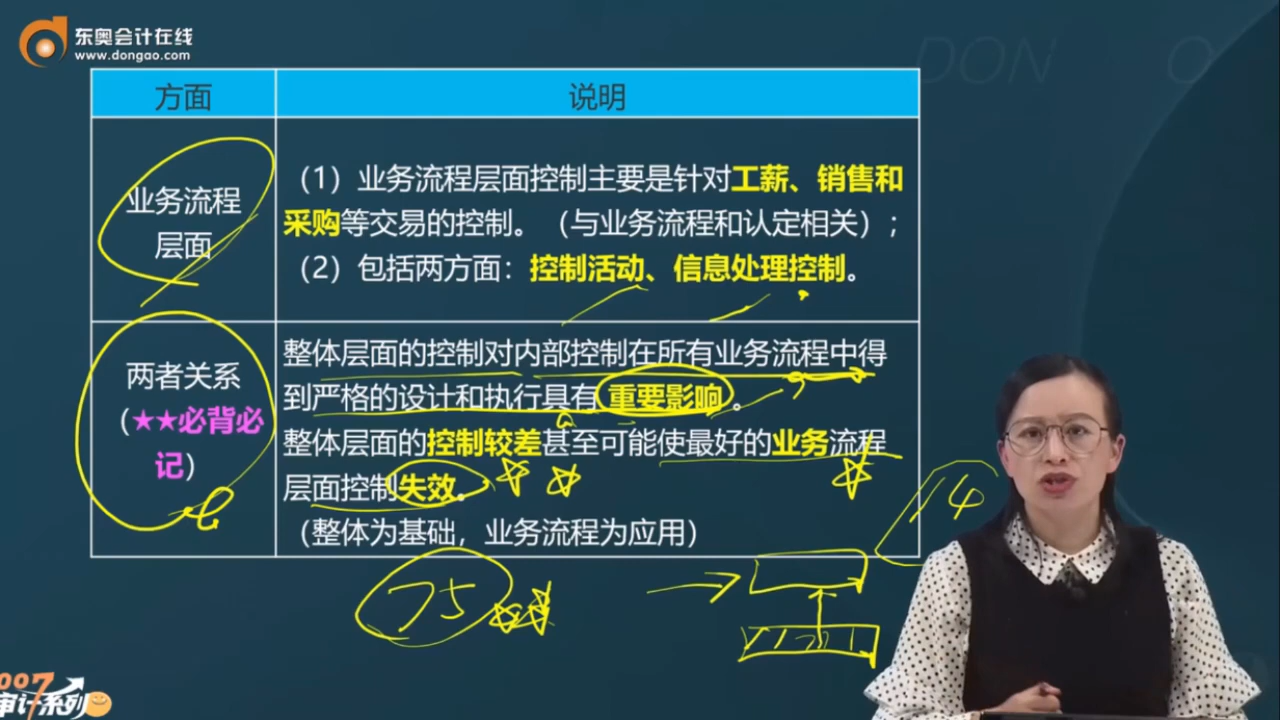 东奥会计在线
www.dongao.com
DON
O
方面
说明
业务流程
层面
（1）业务流程层面控制主要是针对工薪、销售和
采购等交易的控制。（与业务流程和认定相关）；
（2）包括两方面：控制活动、信息处理控制。
两者关系
（★★必背必
记）
整体层面的控制对内部控制在所有业务流程中得
到严格的设计和执行具有重要影响。
整体层面的控制较差甚至可能使最好的业务流程
层面控制失效。
（整体为基础，业务流程为应用）
14
75
007
审计系列